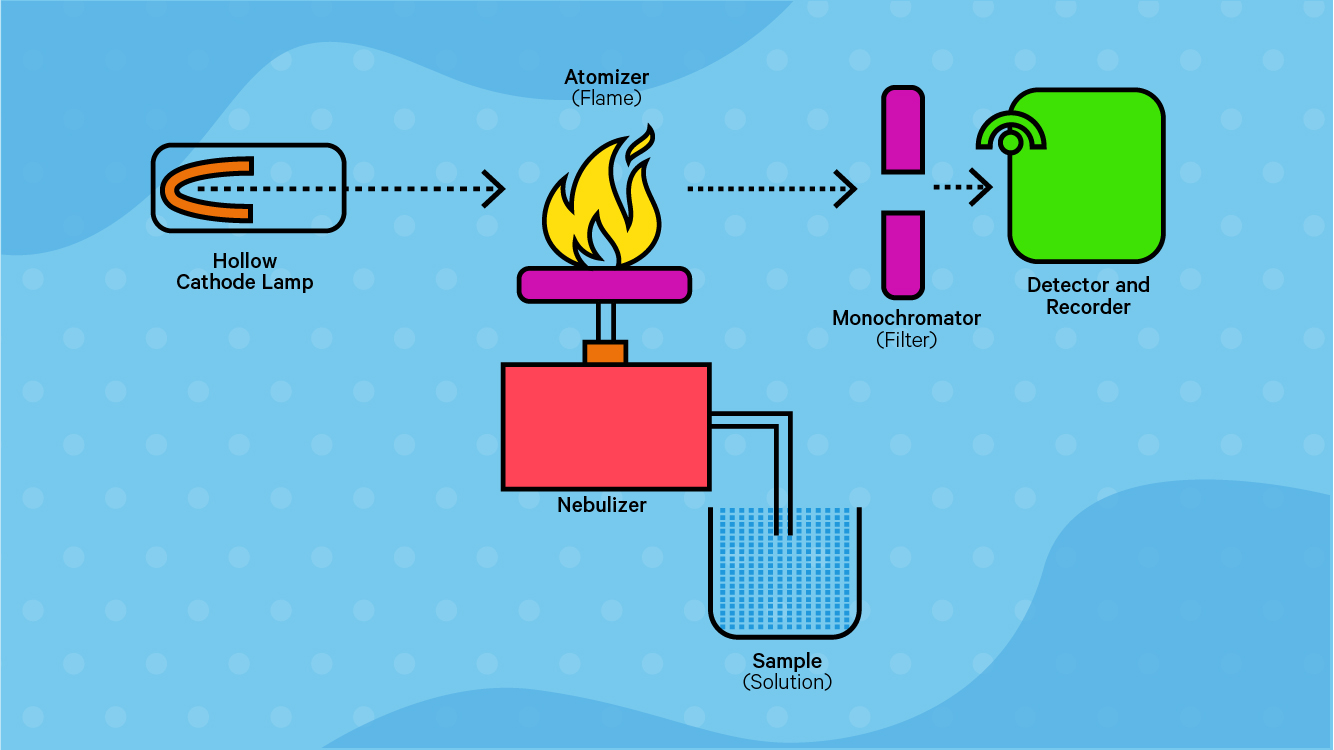 Atomizer
(Flame)
Hollow
Cathode Lamp
Detector and
Recorder
Monochromator
(Filter)
Nebulizer
Sample
(Solution)